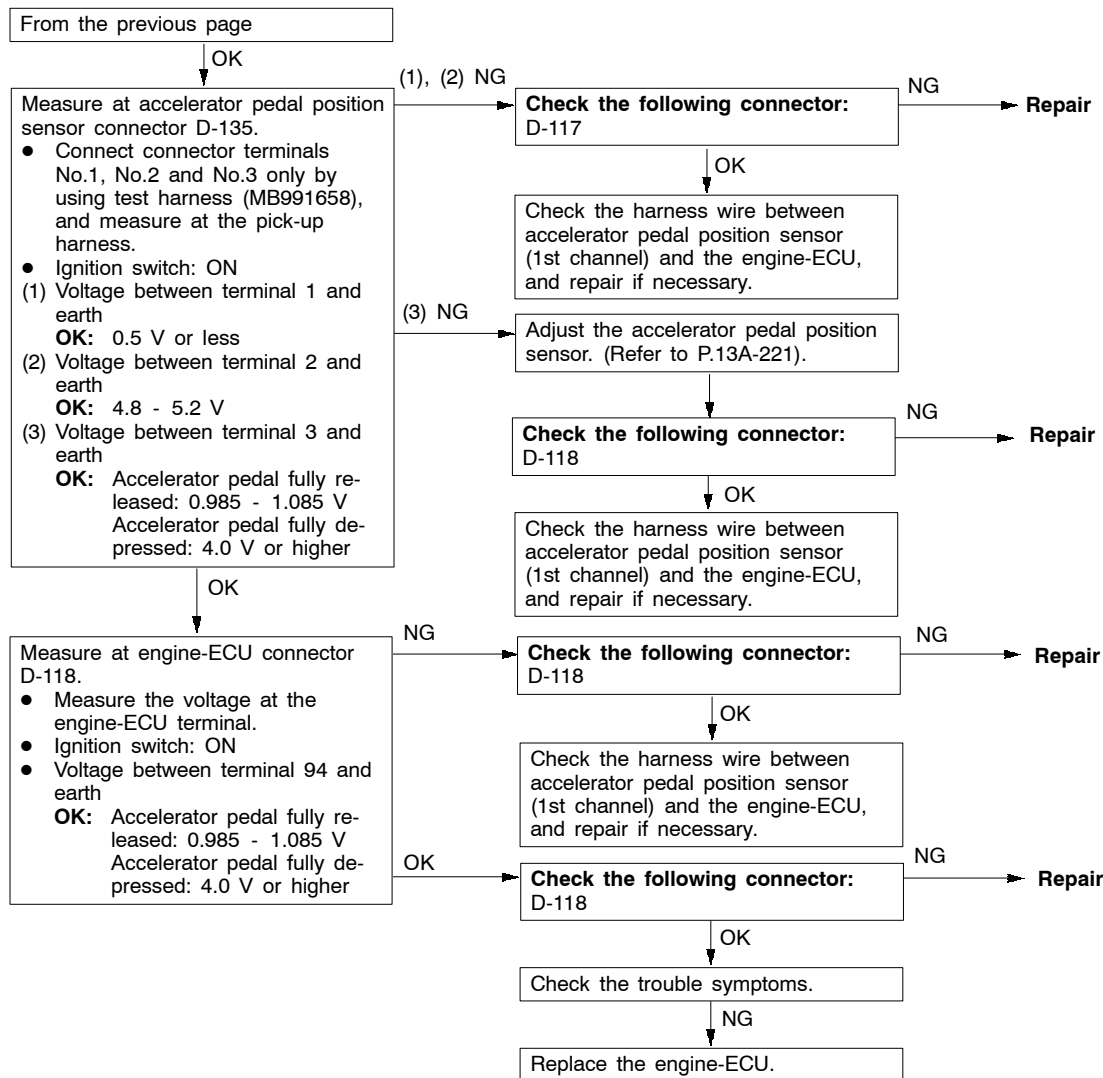 From the previous page
OK
Measure at accelerator pedal position
sensor connector D-135.
● Connect connector terminals
No.1, No.2 and No.3 only by
using test harness (MB991658),
and measure at the pick-up
harness.
● Ignition switch: ON
(1) Voltage between terminal 1 and
earth
OK: 0.5 V or less
(2) Voltage between terminal 2 and
earth
OK: 4.8 - 5.2 V
(3) Voltage between terminal 3 and
earth
OK: Accelerator pedal fully re-
leased: 0.985 - 1.085 V
Accelerator pedal fully de-
pressed: 4.0 V or higher
(1), (2) NG
Check the following connector:
D-117
NG
Repair
OK
Check the harness wire between
accelerator pedal position sensor
(1st channel) and the engine-ECU,
and repair if necessary.
(3) NG
Adjust the accelerator pedal position
sensor. (Refer to P.13A-221).
Check the following connector:
D-118
NG
Repair
OK
Check the harness wire between
accelerator pedal position sensor
(1st channel) and the engine-ECU,
and repair if necessary.
OK
Measure at engine-ECU connector
D-118.
● Measure the voltage at the
engine-ECU terminal.
● Ignition switch: ON
● Voltage between terminal 94 and
earth
OK: Accelerator pedal fully re-
leased: 0.985 - 1.085 V
Accelerator pedal fully de-
pressed: 4.0 V or higher
NG
Check the following connector:
D-118
NG
Repair
OK
Check the harness wire between
accelerator pedal position sensor
(1st channel) and the engine-ECU,
and repair if necessary.
OK
Check the following connector:
D-118
NG
Repair
OK
Check the trouble symptoms.
NG
Replace the engine-ECU.